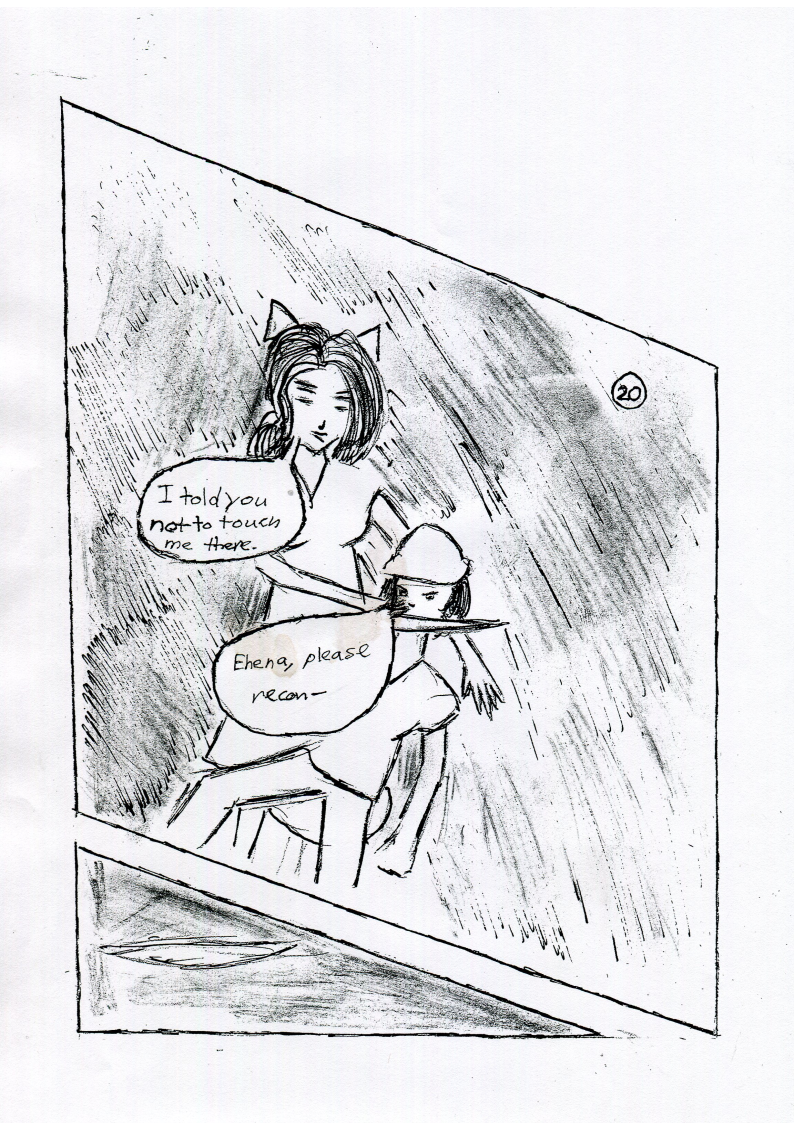 20
I told you
not to touch
me there.
Ehena, please
recon-